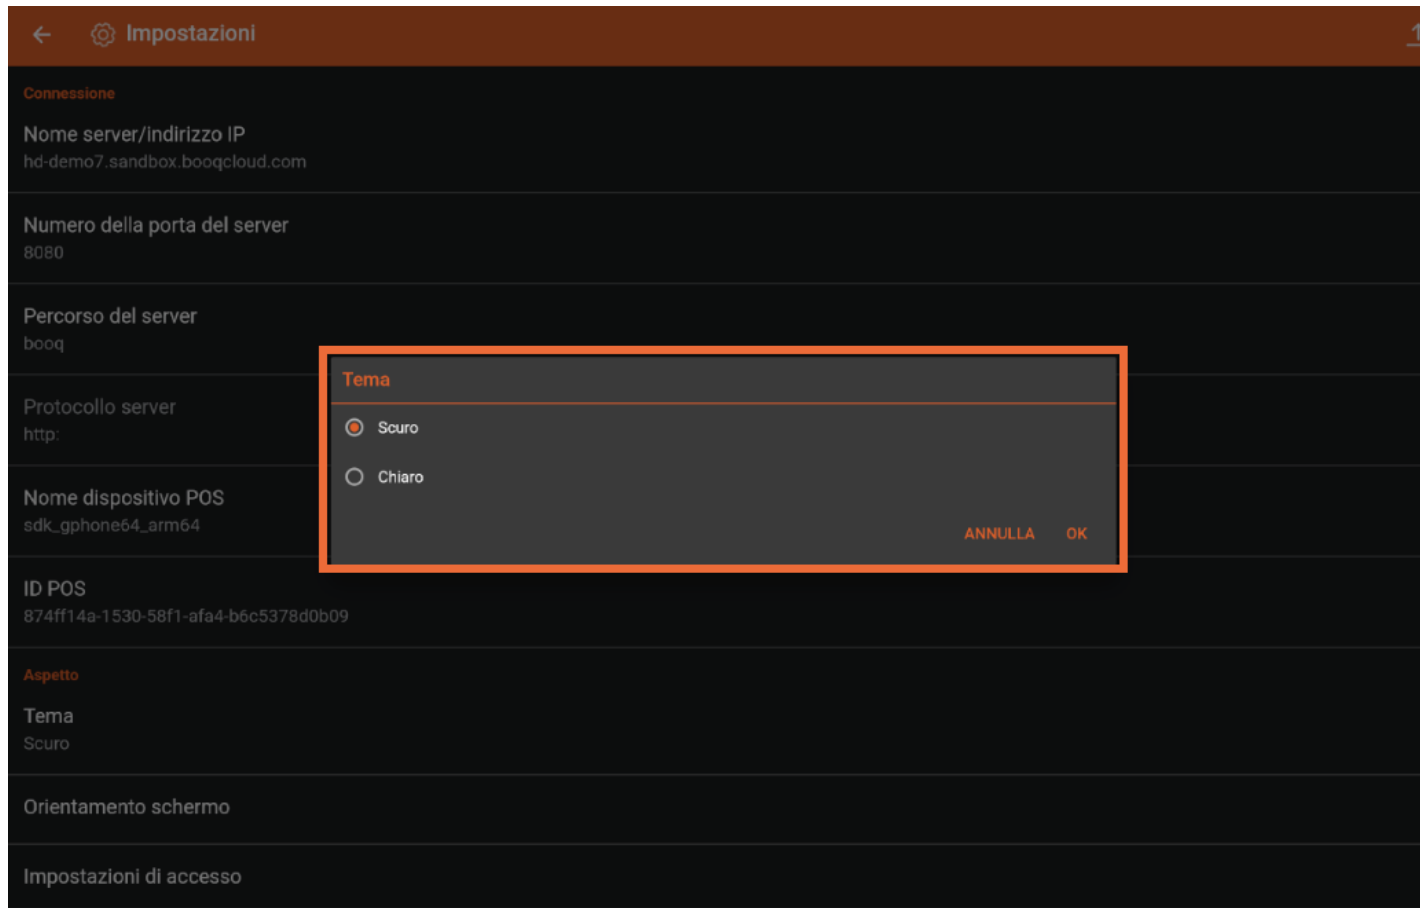 Impostazioni
Connessione
Nome server/indirizzo IP
hd-demo7.sandbox.booqcloud.com
Numero della porta del server
8080
Percorso del server
booq
Protocollo server
http:
Nome dispositivo POS
sdk_gphone64_arm64
ID POS
874ff14a-1530-58f1-afa4-b6c5378d0b09
Aspetto
Tema
Scuro
Orientamento schermo
Impostazioni di accesso
Tema
Scuro
Chiaro
ANNULLA OK